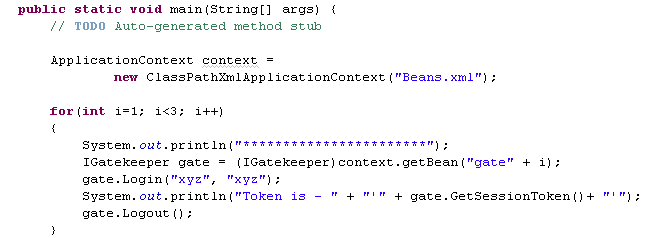 public static void main(String[] args) {
// TODO Auto-generated method stub
ApplicationContext context =
new ClassPathXmlApplicationContext("Beans.xml");
for(int i=1; i<3; i++)
{
System.out.println("***********************");
IGatekeeper gate = (IGatekeeper)context.getBean("gate" + i);
gate.Login("xyz", "xyz");
System.out.println("Token is - " + "'" + gate.GetSessionToken()+ "'");
gate.Logout();
}